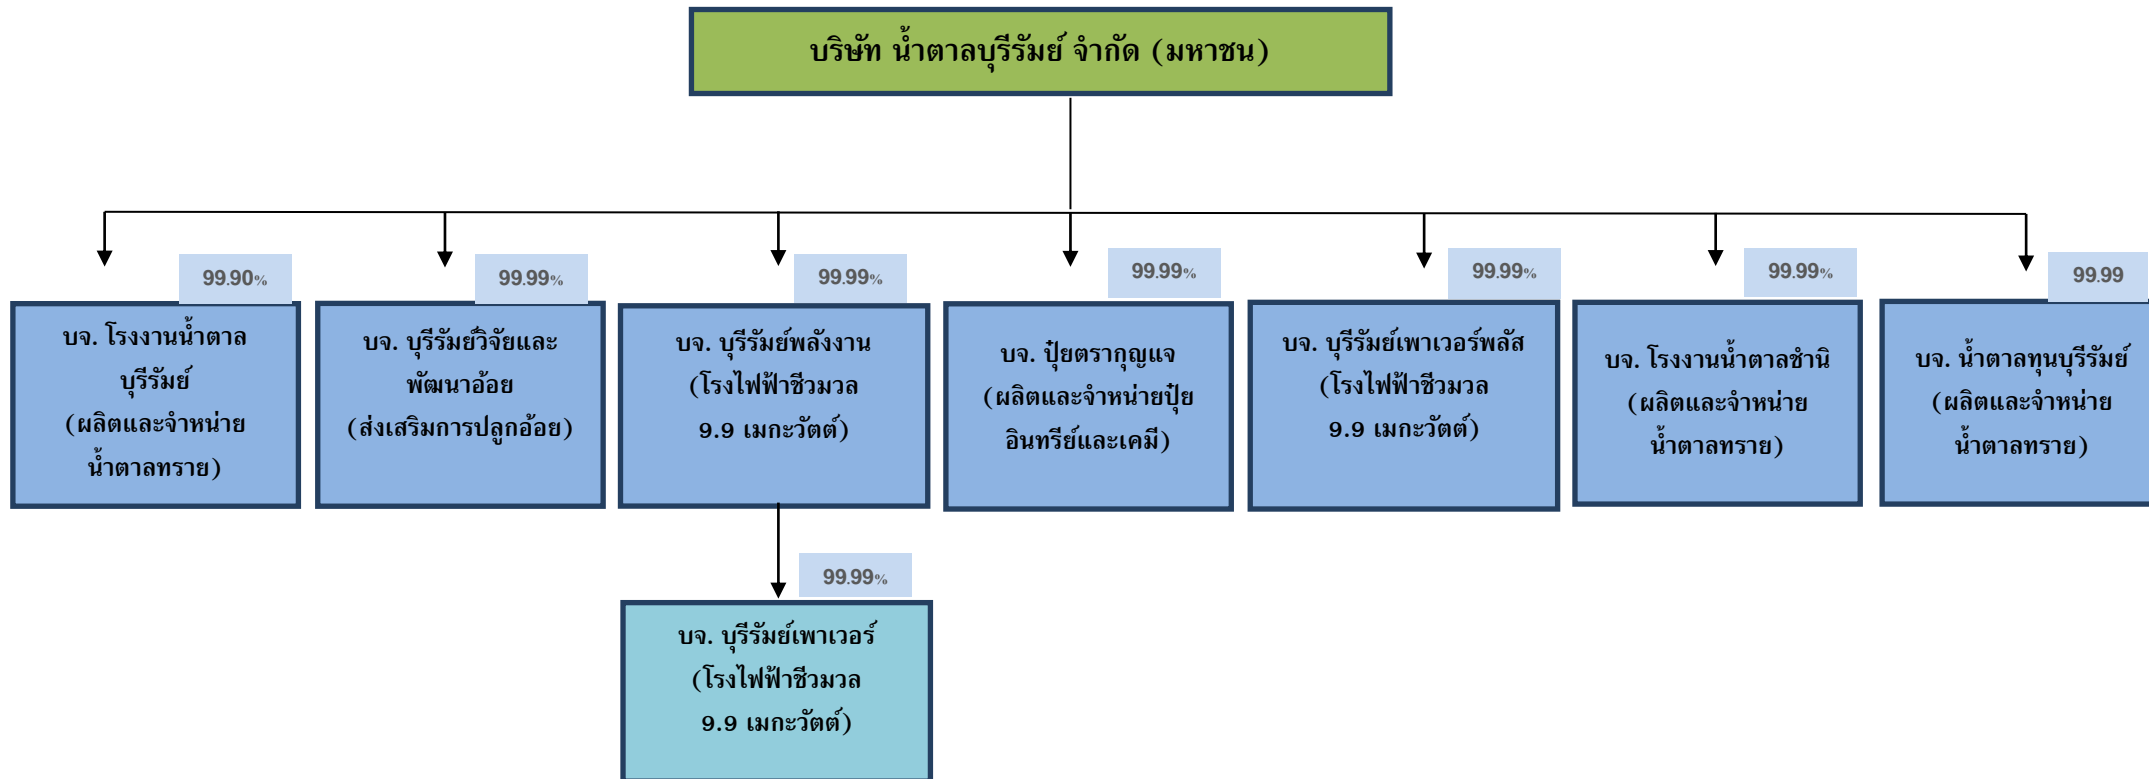 บริษัท น้ำตาลบุรีรัมย์ จำกัด (มหาชน)
99.90%
บจ. โรงงานน้ำตาล
บุรีรัมย์
(ผลิตและจำหน่าย
น้ำตาลทราย)
99.99%
บจ. บุรีรัมย์วิจัยและ
พัฒนาอ้อย
(ส่งเสริมการปลูกอ้อย)
99.99%
บจ. บุรีรัมย์พลังงาน
(โรงไฟฟ้าชีวมวล
9.9 เมกะวัตต์)
99.99%
บจ. ปุ๋ยตรากุญแจ
(ผลิตและจำหน่ายปุ๋ย
อินทรีย์และเคมี)
99.99%
บจ. บุรีรัมย์เพาเวอร์พลัส
(โรงไฟฟ้าชีวมวล
9.9 เมกะวัตต์)
99.99%
บจ. โรงงานน้ำตาลชำนิ
(ผลิตและจำหน่าย
น้ำตาลทราย)
99.99
บจ. น้ำตาลทุนบุรีรัมย์
(ผลิตและจำหน่าย
น้ำตาลทราย)
99.99%
บจ. บุรีรัมย์เพาเวอร์
(โรงไฟฟ้าชีวมวล
9.9 เมกะวัตต์)